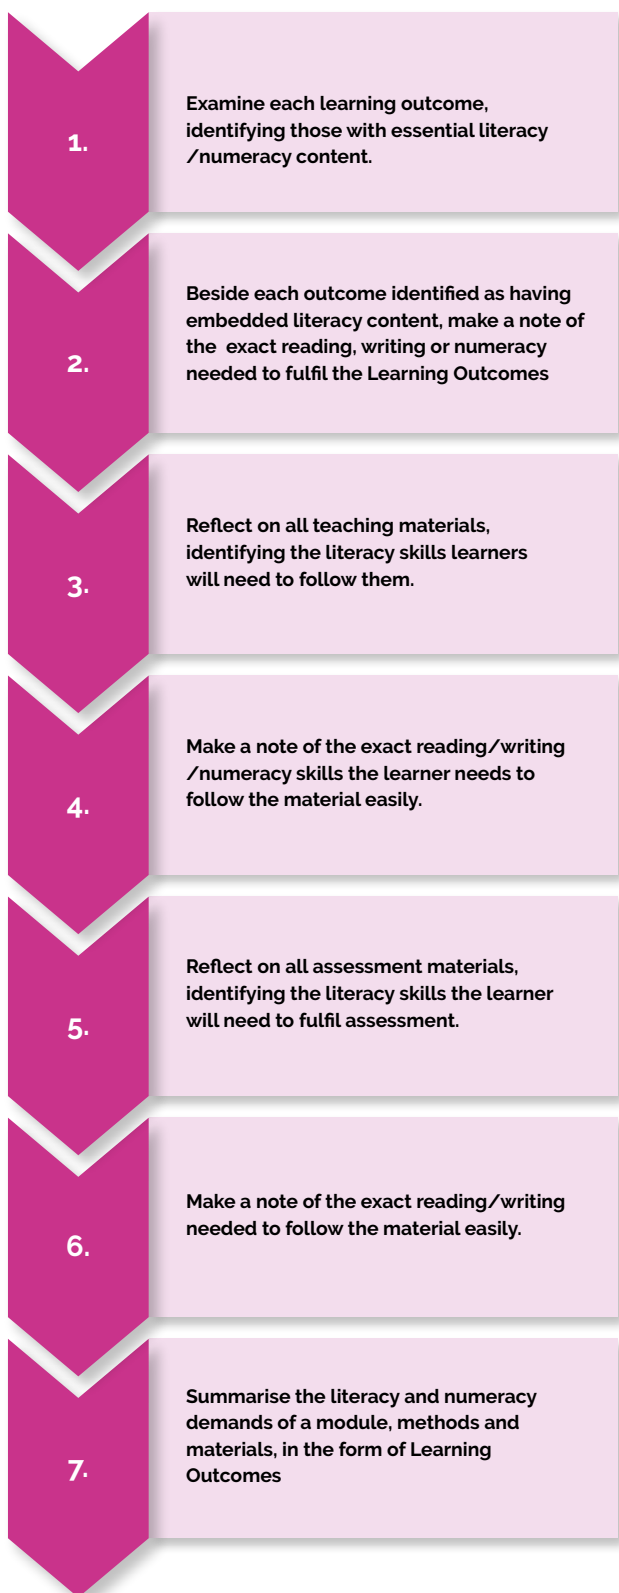 1.
Examine each learning outcome,
identifying those with essential literacy
/numeracy content.
2.
Beside each outcome identified as having
embedded literacy content, make a note of
the exact reading, writing or numeracy
needed to fulfil the Learning Outcomes
3.
Reflect on all teaching materials,
identifying the literacy skills learners
will need to follow them.
4.
Make a note of the exact reading/writing
/numeracy skills the learner needs to
follow the material easily.
5.
Reflect on all assessment materials,
identifying the literacy skills the learner
will need to fulfil assessment.
6.
Make a note of the exact reading/writing
needed to follow the material easily.
7.
Summarise the literacy and numeracy
demands of a module, methods and
materials, in the form of Learning
Outcomes